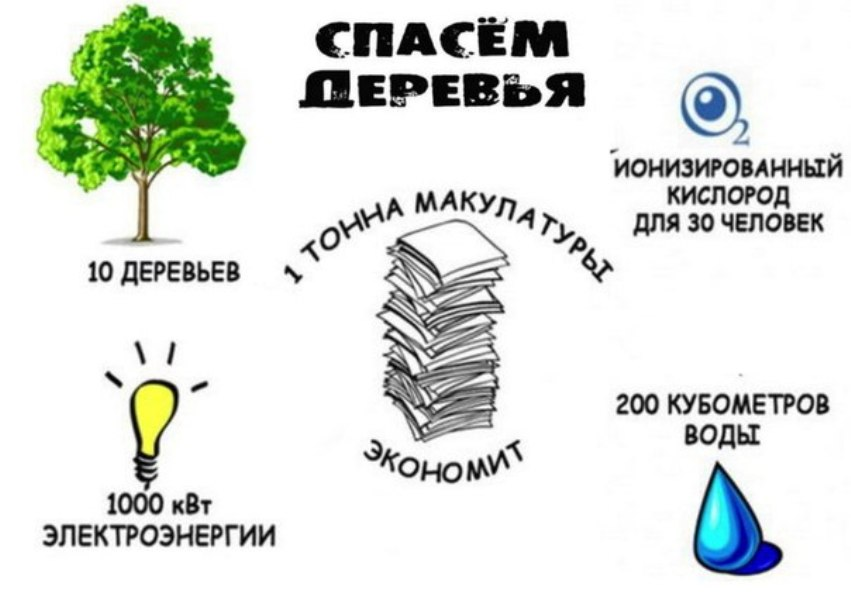 СПАСЁМ
ДЕРЕВЬЯ
O2
ИОНИЗИРОВАННЫЙ
КИСЛОРОД
ДЛЯ 30 ЧЕЛОВЕК
10 ДЕРЕВЬЕВ
1 ТОННА МАКУЛАТУРЫ
ЭКОНОМИТ
1000 кВт
ЭЛЕКТРОЭНЕРГИИ
200 КУБОМЕТРОВ
ВОДЫ